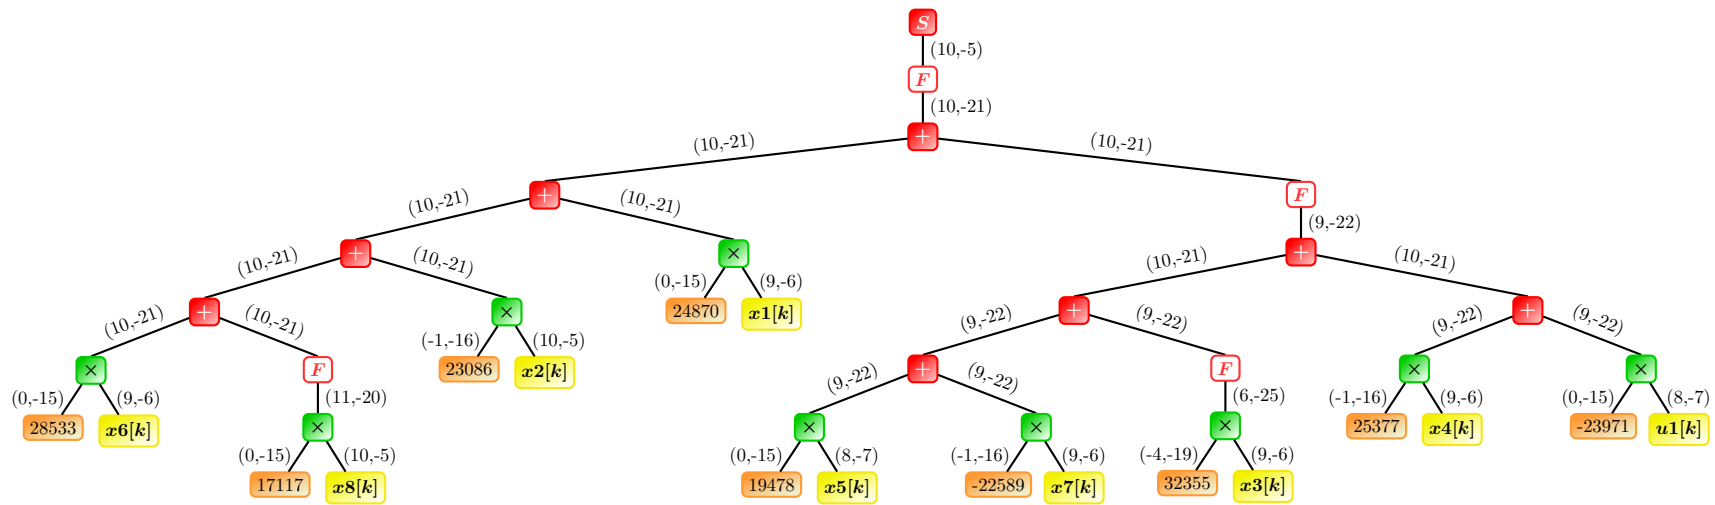 S
(10,-5)
F
(10,-21)
+
(10,-21) (10,-21)
+ F
(10,-21) (10,-21) (9,-22)
+ × +
(10,-21) (10,-21) (0,-15) (9,-6) (10,-21) (10,-21)
+ × 24870 x1[k] + +
(10,-21) (10,-21) (-1,-16) (10,-5) (9,-22) (9,-22) (9,-22) (9,-22)
× F 23086 x2[k] + F × ×
(0,-15) (9,-6) (11,-20) (9,-22) (9,-22) (6,-25) (-1,-16) (9,-6) (0,-15) (8,-7)
28533 x6[k] × × × × 25377 x4[k] -23971 u1[k]
(0,-15) (10,-5) (0,-15) (8,-7) (-1,-16) (9,-6) (-4,-19) (9,-6)
17117 x8[k] 19478 x5[k] -22589 x7[k] 32355 x3[k]